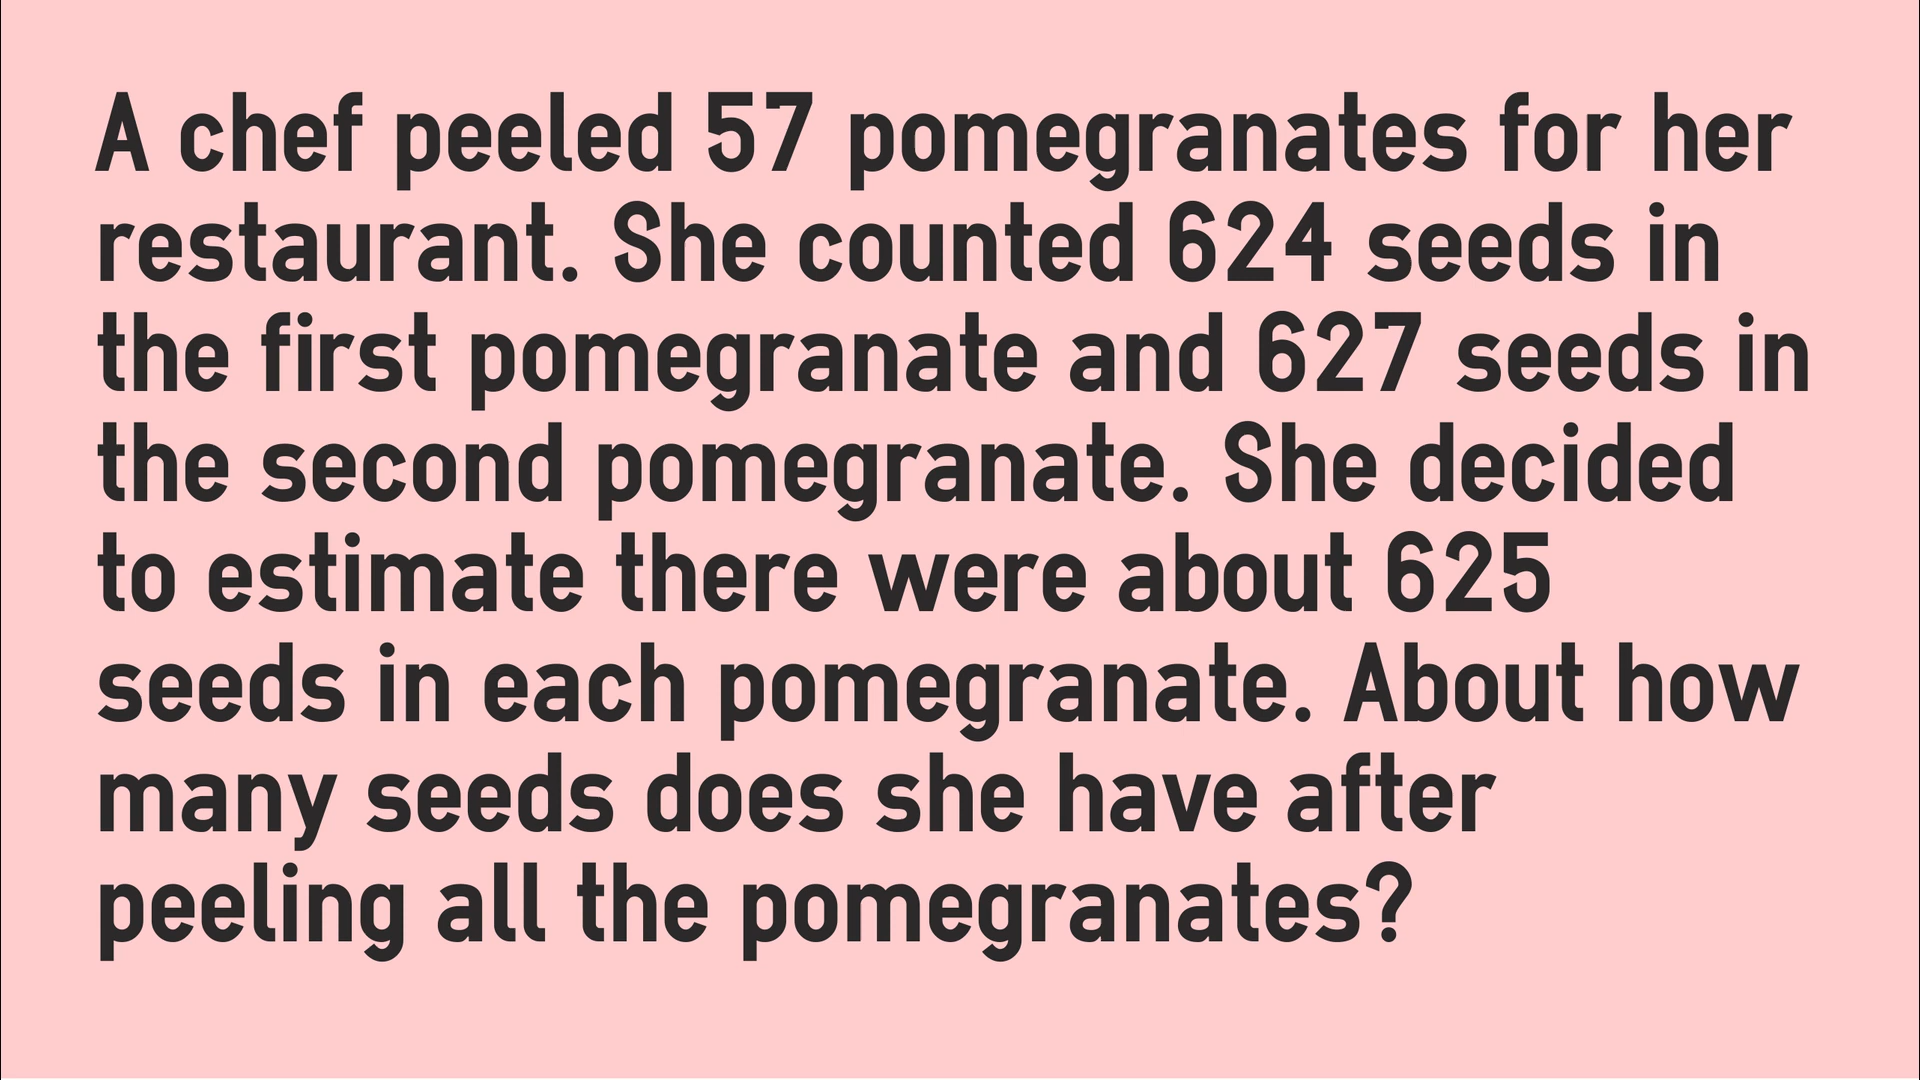 A chef peeled 57 pomegranates for her
restaurant. She counted 624 seeds in
the first pomegranate and 627 seeds in
the second pomegranate. She decided
to estimate there were about 625
seeds in each pomegranate. About how
many seeds does she have after
peeling all the pomegranates?